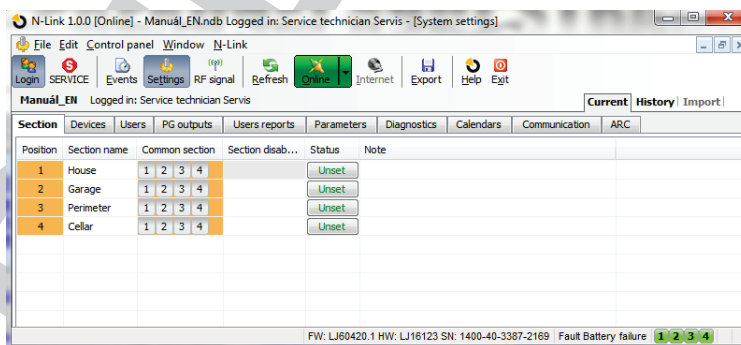 N-Link 1.0.0 [Online] - Manuál_EN.ndb Logged in: Service technician Servis - [System settings]
File Edit Control panel Window N-Link
Login SERVICE Events Settings RF signal Refresh Online Internet Export Help Exit
Manuál_EN Logged in: Service technician Servis Current History Import
Section Devices Users PG outputs Users reports Parameters Diagnostics Calendars Communication ARC
Position Section name Common section Section disab... Status Note
1 House 1 2 3 4 Unset
2 Garage 1 2 3 4 Unset
3 Perimeter 1 2 3 4 Unset
4 Cellar 1 2 3 4 Unset
FW: LJ60420.1 HW: LJ16123 SN: 1400-40-3387-2169 Fault Battery failure 1 2 3 4